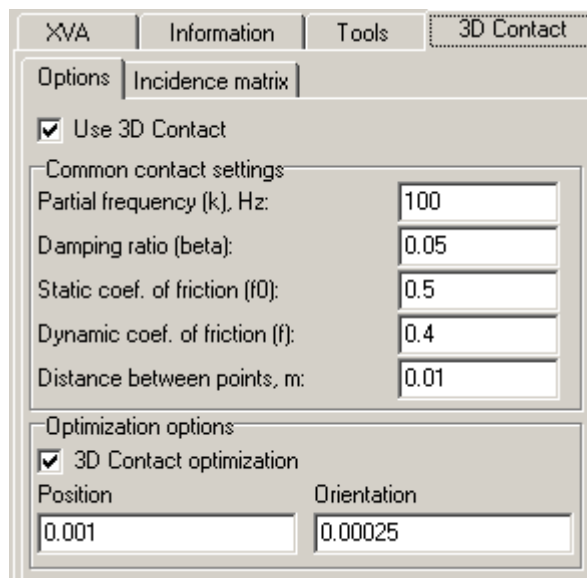 XVA Information Tools 3D Contact
Options Incidence matrix
Use 3D Contact
Common contact settings
Partial frequency (k), Hz: 100
Damping ratio (beta): 0.05
Static coef. of friction (f0): 0.5
Dynamic coef. of friction (f): 0.4
Distance between points, m: 0.01
Optimization options
3D Contact optimization
Position Orientation
0.001 0.00025